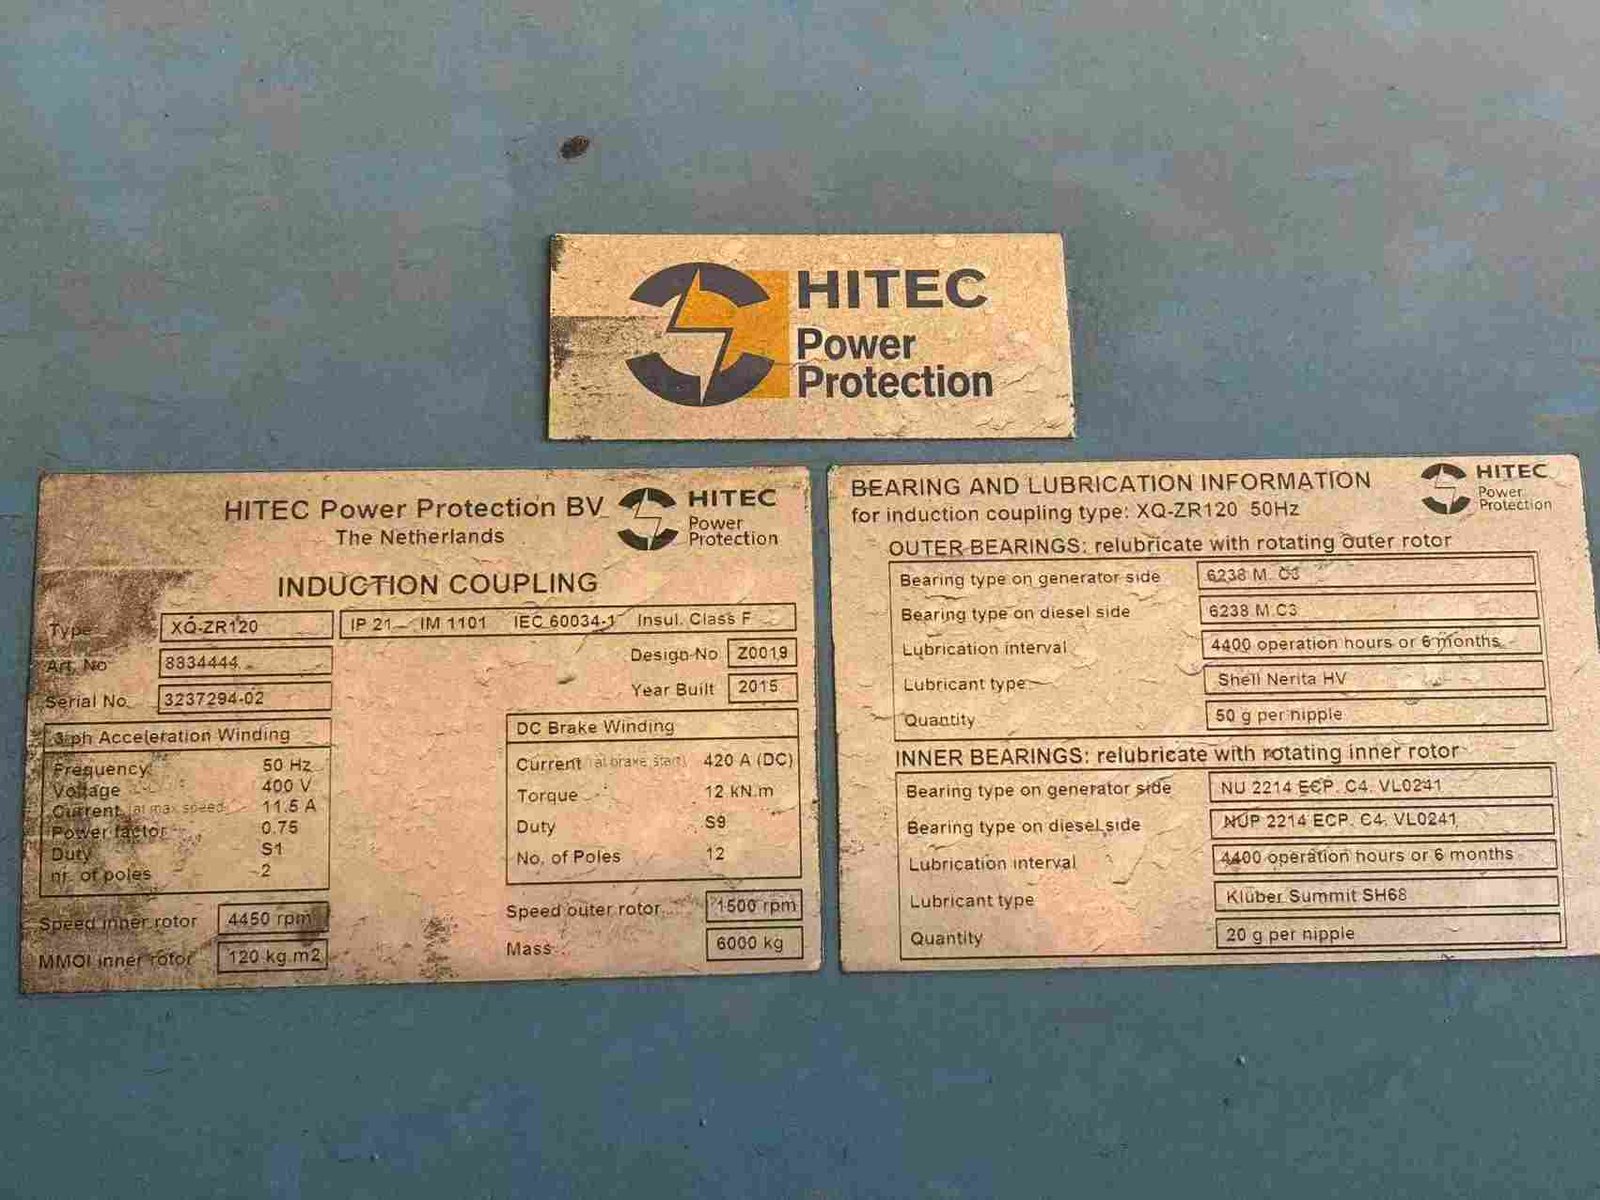 HITEC
Power
Protection
HITEC Power Protection BV
The Netherlands
HITEC
Power
Protection
INDUCTION COUPLING
Type XQ-ZR120 IP 21 IM 1101 IEC 60034-1 Insul. Class F
Art. No 8834444 Design No Z0019
Serial No. 3237294-02 Year Built 2015
3 ph Acceleration Winding
Frequency 50 Hz
Voltage 400 V
Current (at max speed) 11.5 A
Power factor 0.75
Duty S1
nr. of poles 2
DC Brake Winding
Current (at brake start) 420 A (DC)
Torque 12 kN.m
Duty S9
No. of Poles 12
Speed inner rotor 4450 rpm
MMOI inner rotor 120 kg.m2
Speed outer rotor 1500 rpm
Mass 6000 kg
BEARING AND LUBRICATION INFORMATION
for induction coupling type: XQ-ZR120 50Hz
HITEC
Power
Protection
OUTER BEARINGS: relubricate with rotating outer rotor
Bearing type on generator side 6238 M. C3
Bearing type on diesel side 6238 M.C3
Lubrication interval 4400 operation hours or 6 months
Lubricant type Shell Nerita HV
Quantity 50 g per nipple
INNER BEARINGS: relubricate with rotating inner rotor
Bearing type on generator side NU 2214 ECP. C4. VL0241
Bearing type on diesel side NUP 2214 ECP. C4. VL0241
Lubrication interval 4400 operation hours or 6 months
Lubricant type Klüber Summit SH68
Quantity 20 g per nipple